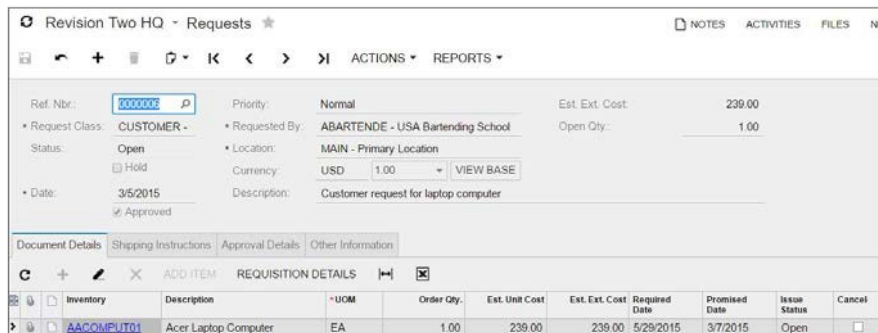 Revision Two HQ - Requests NOTES ACTIVITIES FILES N
ACTIONS REPORTS
Ref. Nbr.: 0000006 Priority: Normal Est. Ext. Cost: 239.00
• Request Class: CUSTOMER - • Requested By: ABARTENDE - USA Bartending School Open Qty.: 1.00
Status: Open • Location: MAIN - Primary Location
Hold Currency: USD 1.00 VIEW BASE
• Date: 3/5/2015 Description: Customer request for laptop computer
Approved
Document Details Shipping Instructions Approval Details Other Information
ADD ITEM REQUISITION DETAILS
Inventory Description *UOM Order Qty. Est. Unit Cost Est. Ext. Cost Required Date Promised Date Issue Status Cancel
AACOMPUT01 Acer Laptop Computer EA 1.00 239.00 239.00 5/29/2015 3/7/2015 Open